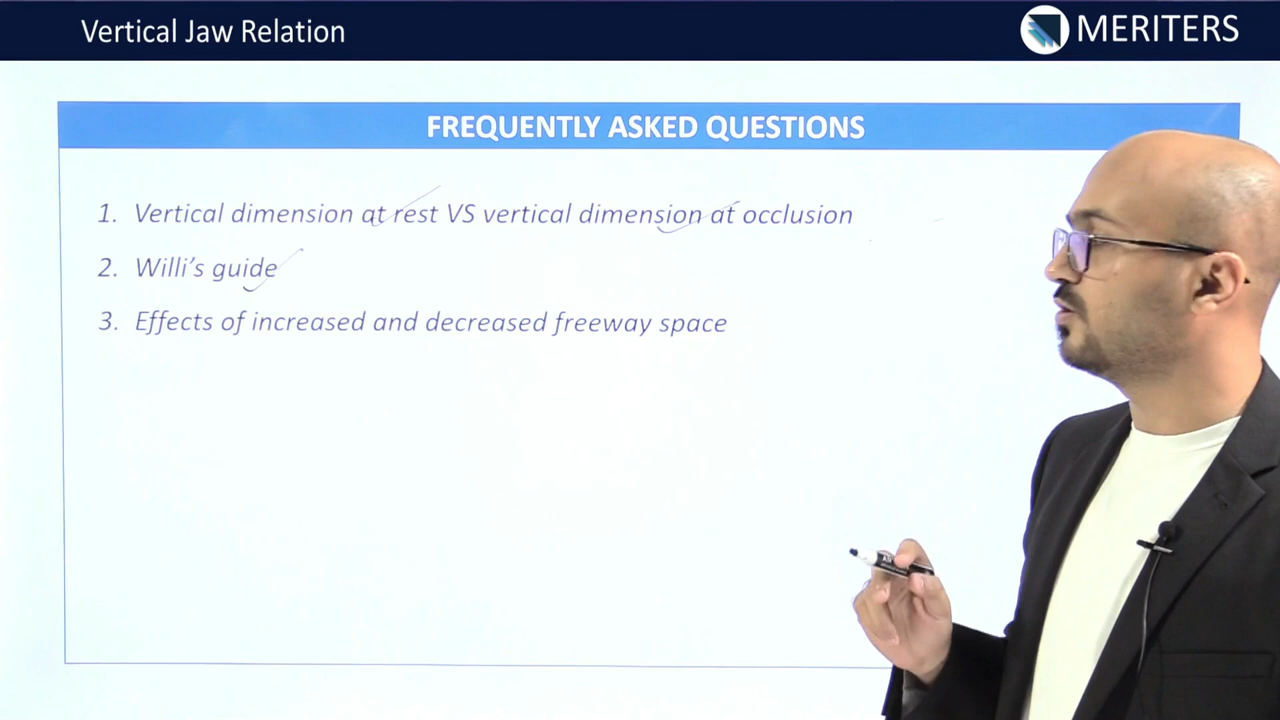 Vertical Jaw Relation
MERITERS
FREQUENTLY ASKED QUESTIONS
1. Vertical dimension at rest VS vertical dimension at occlusion
2. Willi's guide
3. Effects of increased and decreased freeway space